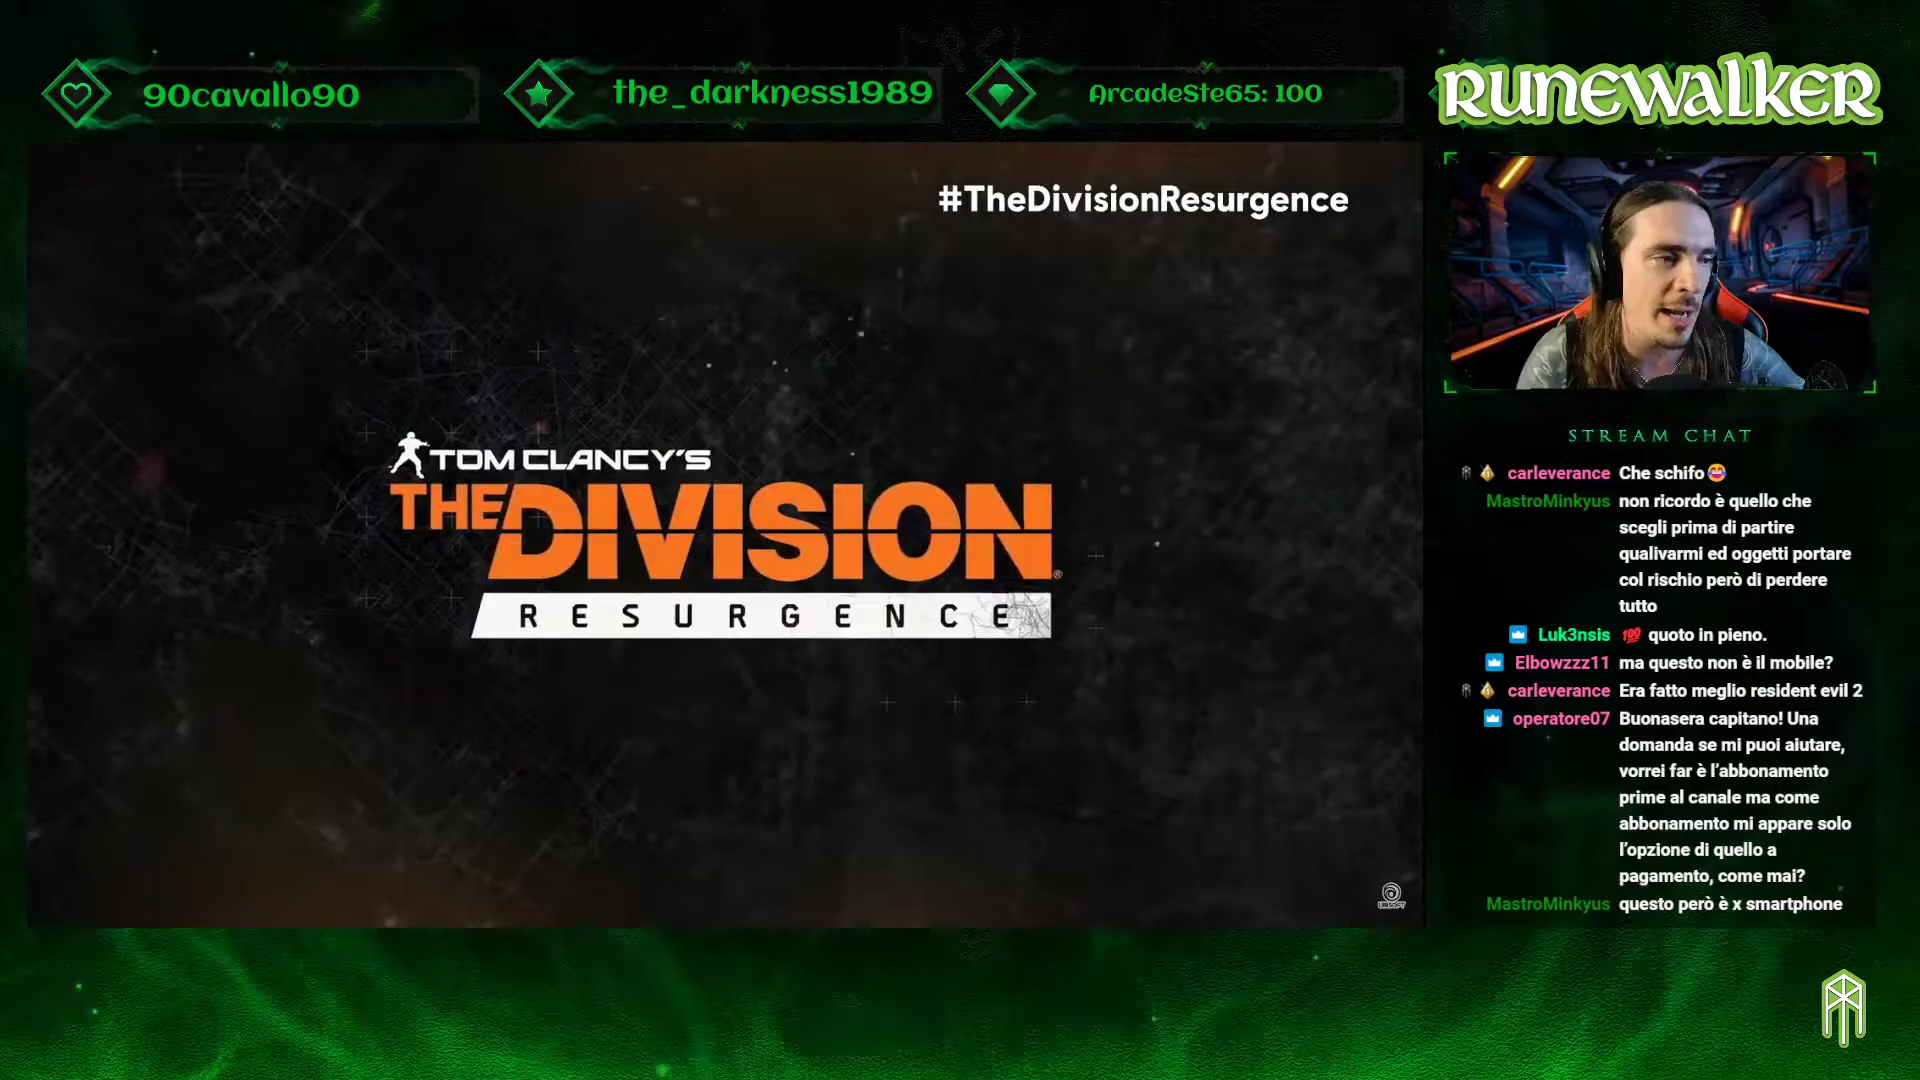 90cavallo90
the_darkness1989
ArcadeSte65: 100
RUNEWALKER
#TheDivisionResurgence
TOM CLANCY'S
THE DIVISION®
RESURGENCE
UBISOFT
STREAM CHAT
carleverance Che schifo😂
MastroMinkyus non ricordo è quello che
scegli prima di partire
qualivarmi ed oggetti portare
col rischio però di perdere
tutto
Luk3nsis 💯 quoto in pieno.
Elbowzzz11 ma questo non è il mobile?
carleverance Era fatto meglio resident evil 2
operatore07 Buonasera capitano! Una
domanda se mi puoi aiutare,
vorrei far è l’abbonamento
prime al canale ma come
abbonamento mi appare solo
l’opzione di quello a
pagamento, come mai?
MastroMinkyus questo però è x smartphone